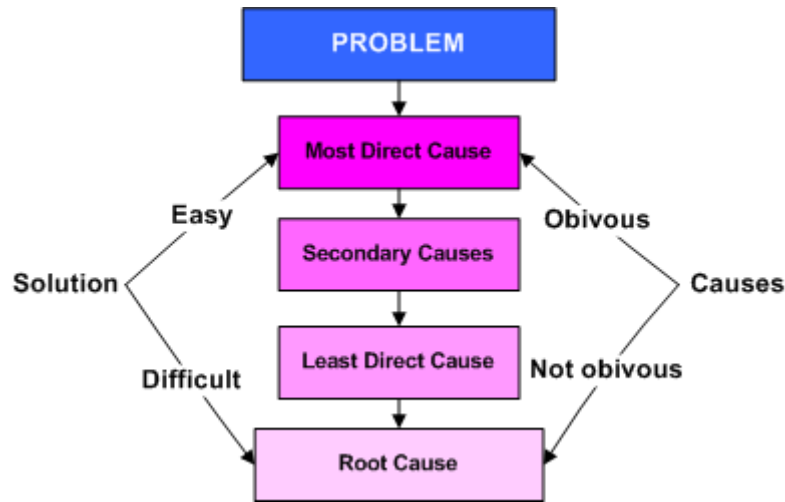 PROBLEM
Most Direct Cause
Easy
Obivous
Secondary Causes
Solution
Causes
Least Direct Cause
Difficult
Not obivous
Root Cause